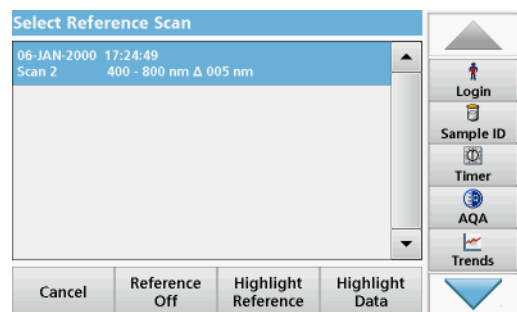 Select Reference Scan
06-JAN-2000 17:24:49
Scan 2 400 - 800 nm Δ 005 nm
Login
Sample ID
Timer
AQA
Trends
Cancel
Reference
Off
Highlight
Reference
Highlight
Data